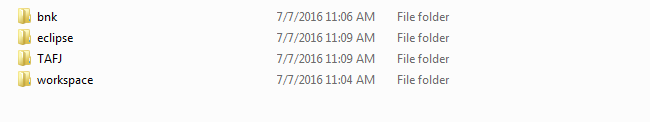 bnk 7/7/2016 11:06 AM File folder
eclipse 7/7/2016 11:09 AM File folder
TAFJ 7/7/2016 11:09 AM File folder
workspace 7/7/2016 11:04 AM File folder